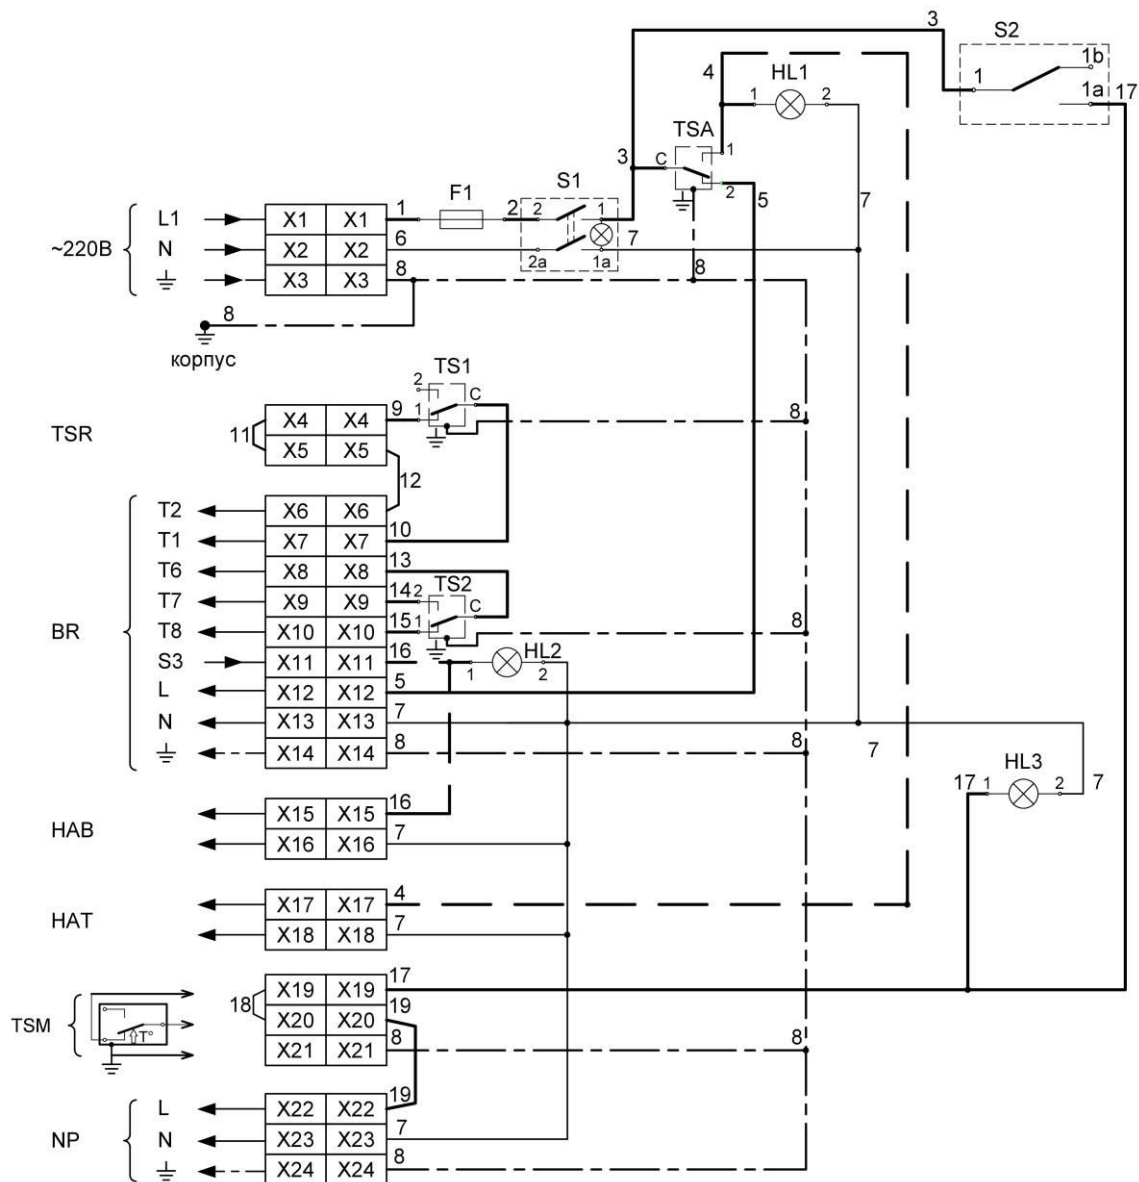 3
S2
4
HL1
1b
1
2
1
1a
17
TSA
3
C
1
2
5
7
S1
F1
L1
X1
X1
1
2
2
1
~220В
N
X2
X2
6
2a
1a
7
X3
X3
8
8
8
корпус
TS1
2
C
9
1
8
TSR
11
X4
X4
X5
X5
12
T2
X6
X6
T1
X7
X7
10
T6
X8
X8
13
TS2
T7
X9
X9
14
2
C
BR
T8
X10
X10
15
1
8
S3
X11
X11
16
1
HL2
2
L
X12
X12
5
N
X13
X13
7
X14
X14
8
8
7
HL3
17
1
2
7
HAB
X15
X15
16
X16
X16
7
HAT
X17
X17
4
X18
X18
7
TSM
T°
18
X19
X19
17
X20
X20
19
X21
X21
8
8
NP
L
X22
X22
19
N
X23
X23
7
X24
X24
8